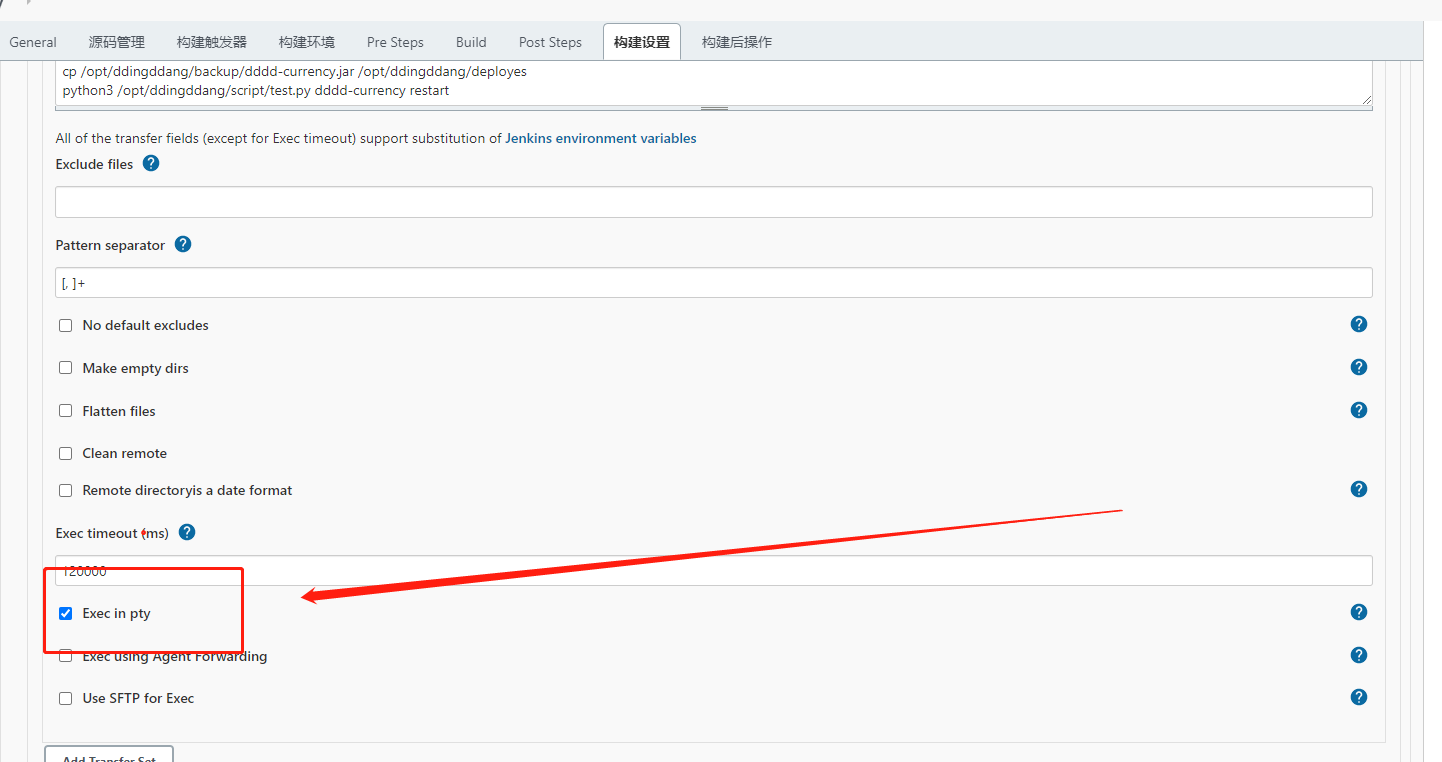 General 源码管理 构建触发器 构建环境 Pre Steps Build Post Steps 构建设置 构建后操作
cp /opt/ddingddang/backup/dddd-currency.jar /opt/ddingddang/deployes
python3 /opt/ddingddang/script/test.py dddd-currency restart
All of the transfer fields (except for Exec timeout) support substitution of Jenkins environment variables
Exclude files ?
Pattern separator ?
[, ]+
No default excludes ?
Make empty dirs ?
Flatten files ?
Clean remote
Remote directoryis a date format ?
Exec timeout (ms) ?
120000
Exec in pty ?
Exec using Agent Forwarding ?
Use SFTP for Exec ?
Add Transfer Set